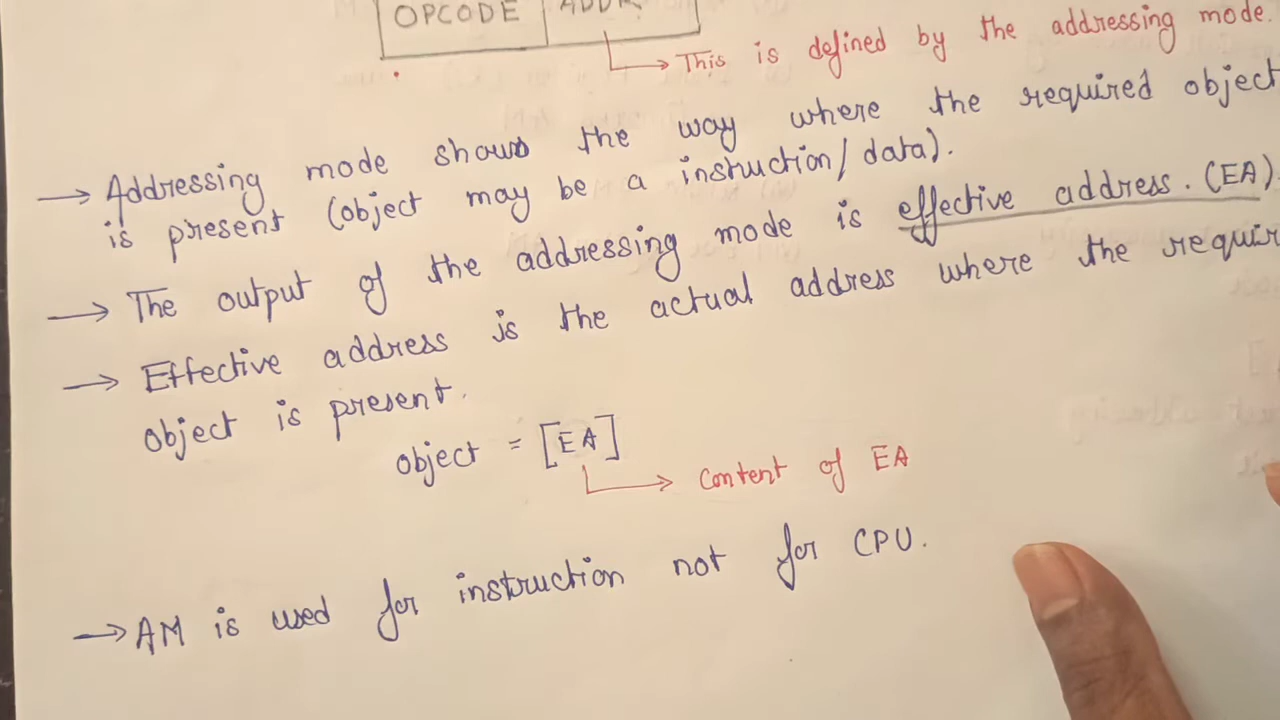 OPCODE ADDR
This is defined by the addressing mode.
→ Addressing mode shows the way where the required object
is present (object may be a instruction/data).
→ The output of the addressing mode is effective address. (EA).
→ Effective address is the actual address where the requir
object is present.
object = [EA]
Content of EA
→ AM is used for instruction not for CPU.